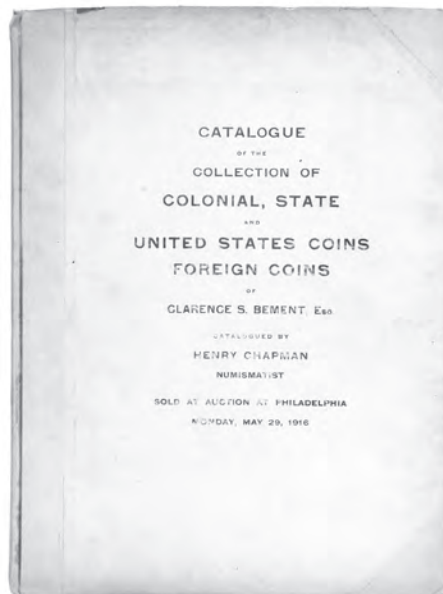 CATALOGUE
OF THE
COLLECTION OF
COLONIAL, STATE
AND
UNITED STATES COINS
FOREIGN COINS
OF
CLARENCE S. BEMENT, Esq.
CATALOGUED BY
HENRY CHAPMAN
NUMISMATIST
SOLD AT AUCTION AT PHILADELPHIA
MONDAY, MAY 29, 1916